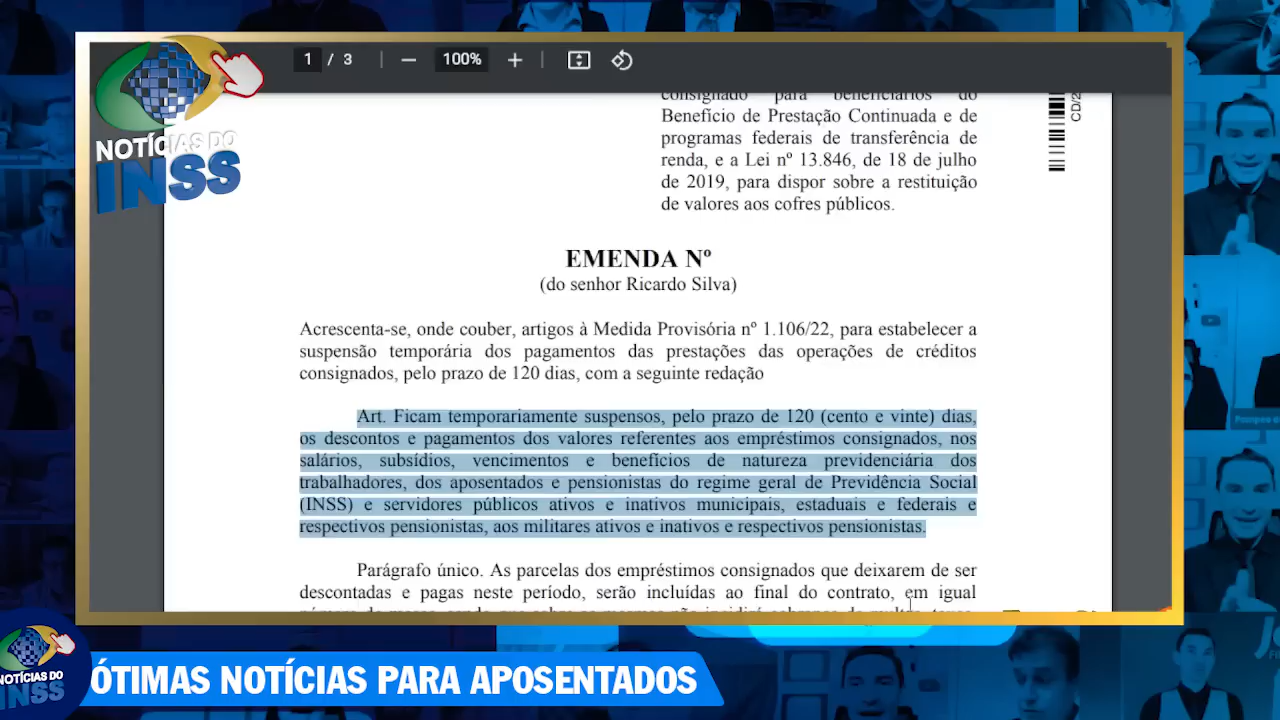 1 / 3 100%
NOTÍCIAS DO
INSS
consignado para beneficiários do
Benefício de Prestação Continuada e de
programas federais de transferência de
renda, e a Lei nº 13.846, de 18 de julho
de 2019, para dispor sobre a restituição
de valores aos cofres públicos.
CD/2
EMENDA Nº
(do senhor Ricardo Silva)
Acrescenta-se, onde couber, artigos à Medida Provisória nº 1.106/22, para estabelecer a
suspensão temporária dos pagamentos das prestações das operações de créditos
consignados, pelo prazo de 120 dias, com a seguinte redação
Art. Ficam temporariamente suspensos, pelo prazo de 120 (cento e vinte) dias,
os descontos e pagamentos dos valores referentes aos empréstimos consignados, nos
salários, subsídios, vencimentos e benefícios de natureza previdenciária dos
trabalhadores, dos aposentados e pensionistas do regime geral de Previdência Social
(INSS) e servidores públicos ativos e inativos municipais, estaduais e federais e
respectivos pensionistas, aos militares ativos e inativos e respectivos pensionistas.
Parágrafo único. As parcelas dos empréstimos consignados que deixarem de ser
descontadas e pagas neste período, serão incluídas ao final do contrato, em igual
NOTÍCIAS DO
INSS
ÓTIMAS NOTÍCIAS PARA APOSENTADOS